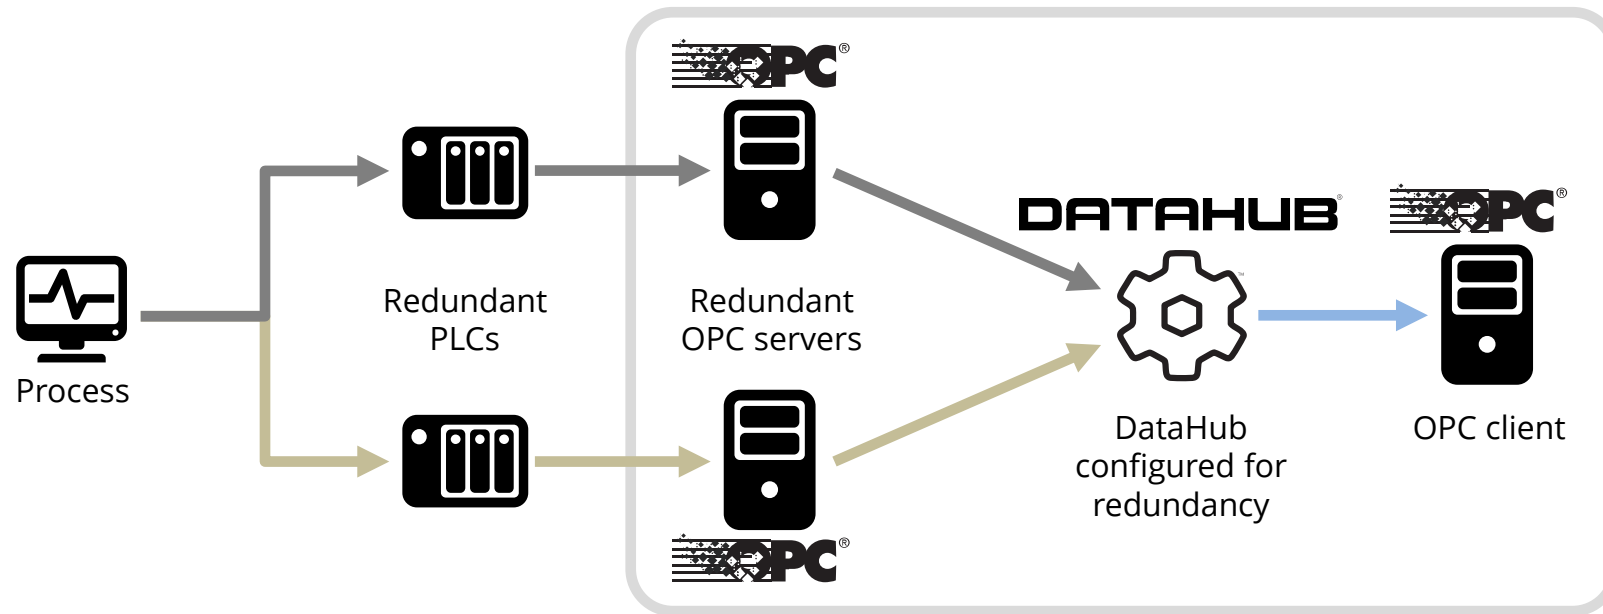 OPC®
DATAHUB®
OPC®
Redundant
PLCs
Redundant
OPC servers
Process
DataHub
configured for
redundancy
OPC client
OPC®